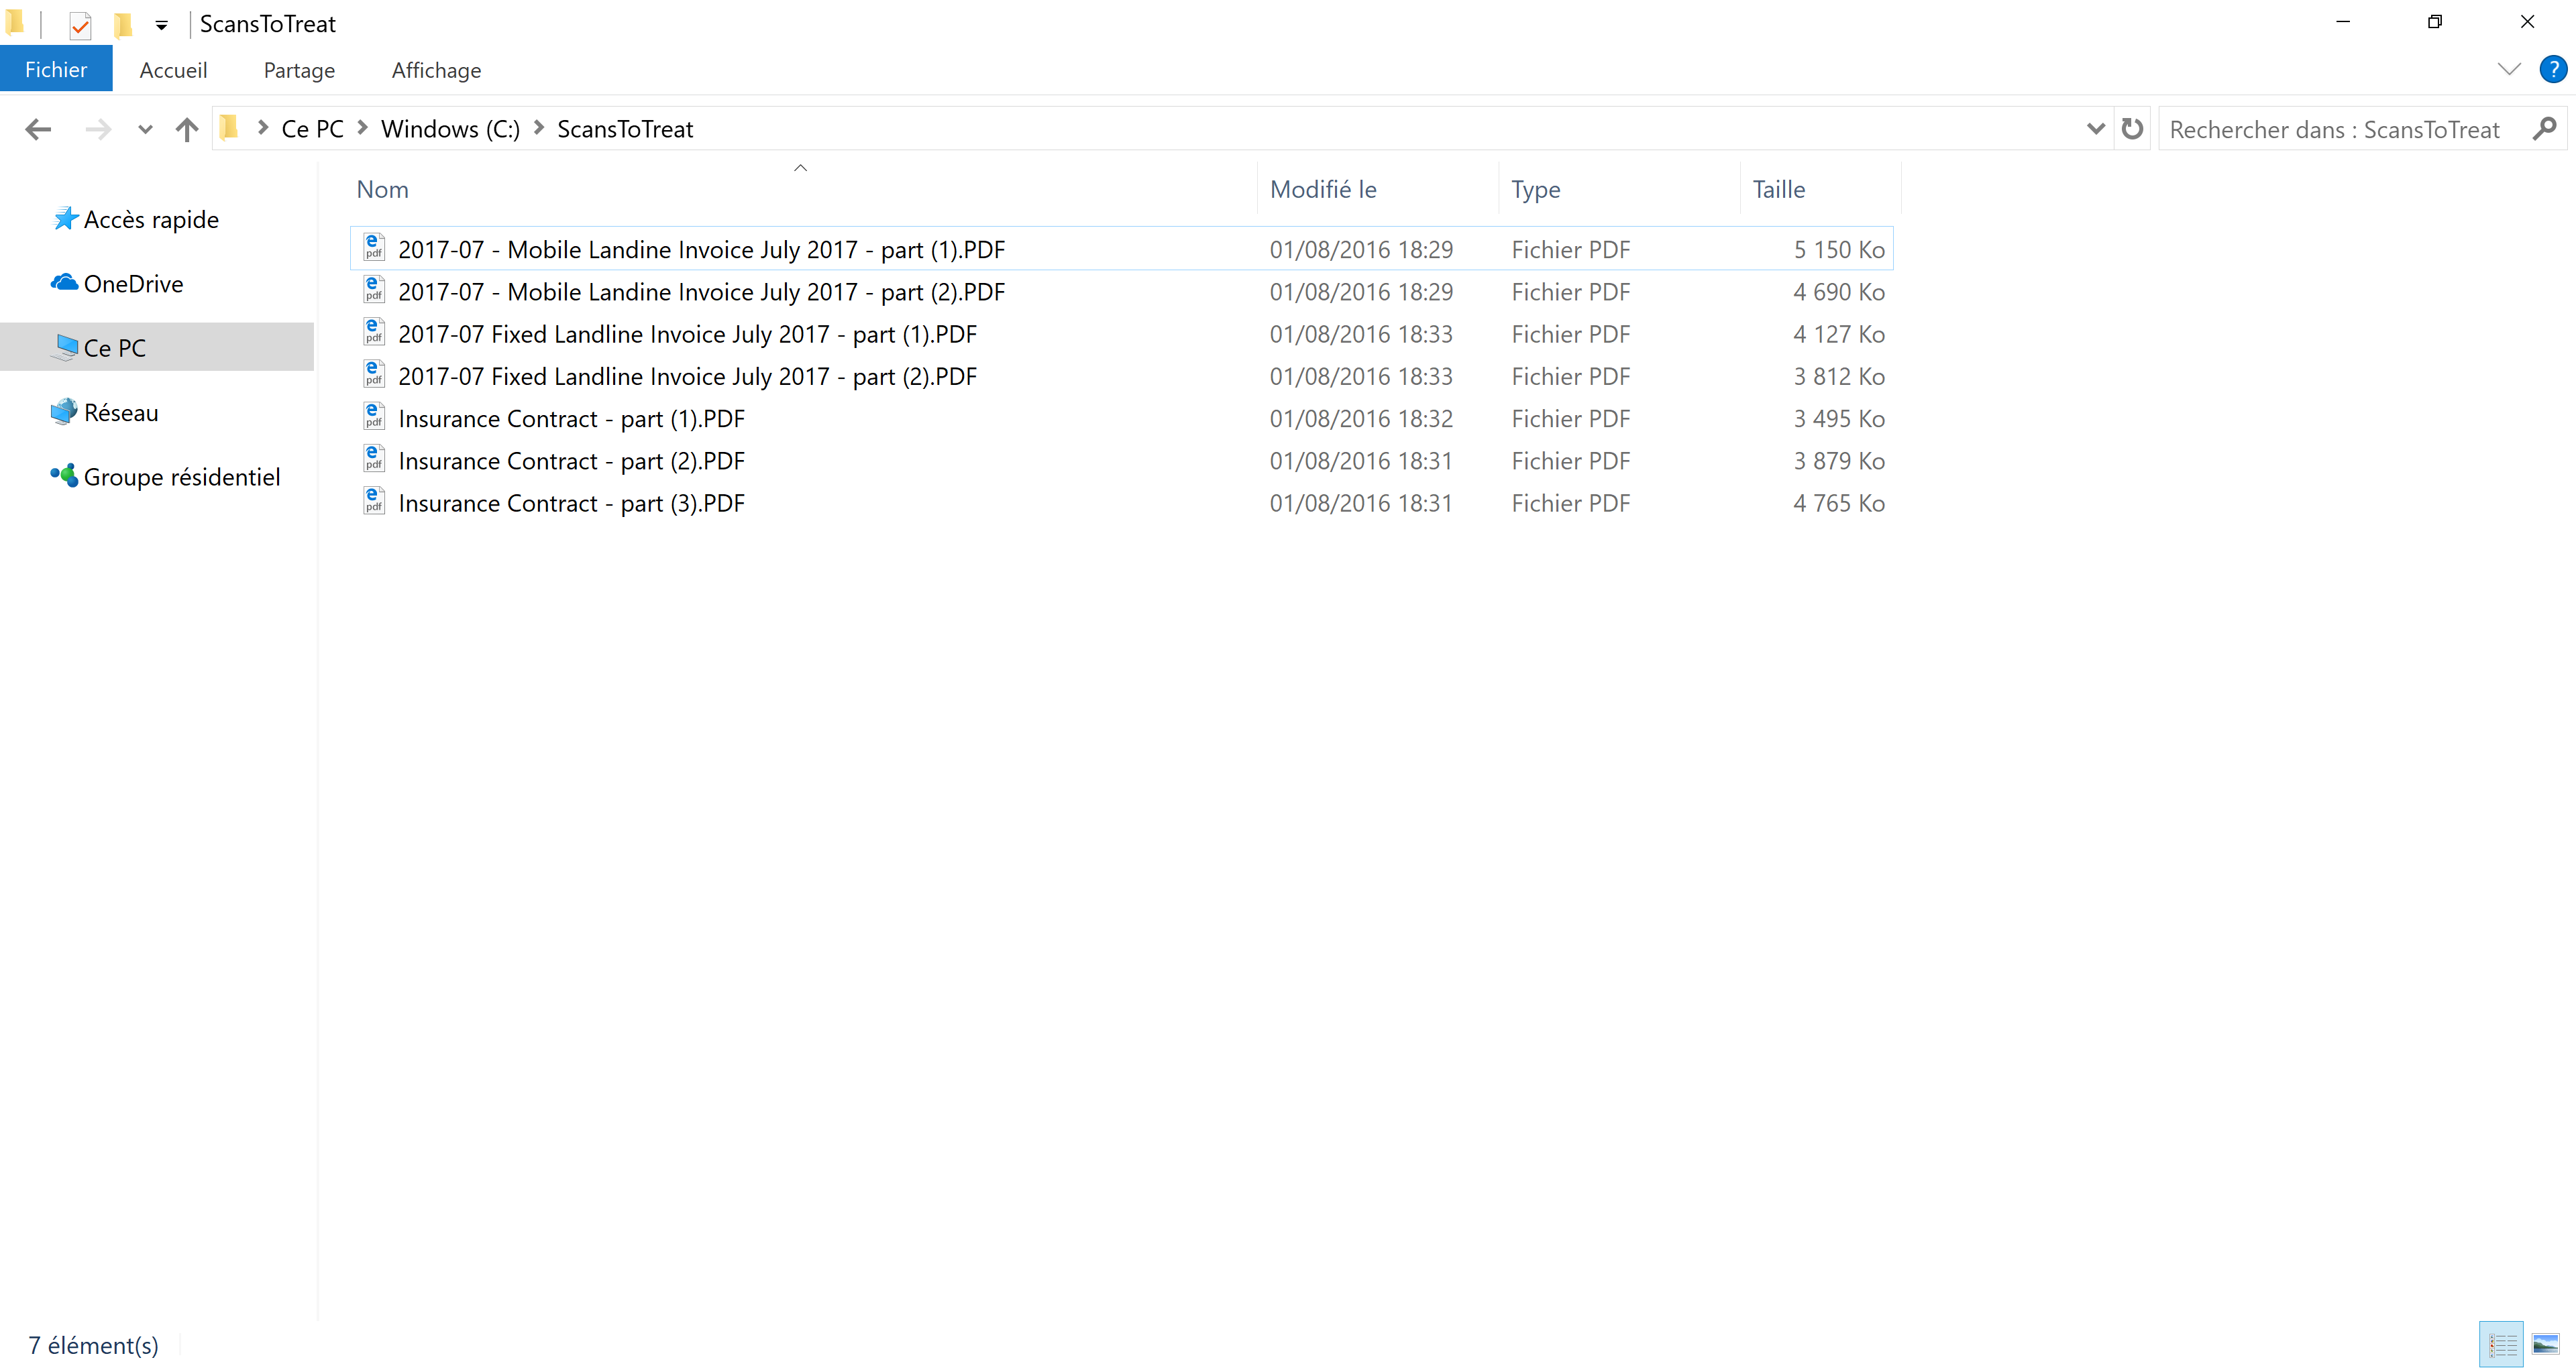 ScansToTreat
Fichier Accueil Partage Affichage ?
Ce PC Windows (C:) ScansToTreat Rechercher dans : ScansToTreat
Nom Modifié le Type Taille
Accès rapide
OneDrive
Ce PC
Réseau
Groupe résidentiel
2017-07 - Mobile Landine Invoice July 2017 - part (1).PDF 01/08/2016 18:29 Fichier PDF 5 150 Ko
2017-07 - Mobile Landine Invoice July 2017 - part (2).PDF 01/08/2016 18:29 Fichier PDF 4 690 Ko
2017-07 Fixed Landline Invoice July 2017 - part (1).PDF 01/08/2016 18:33 Fichier PDF 4 127 Ko
2017-07 Fixed Landline Invoice July 2017 - part (2).PDF 01/08/2016 18:33 Fichier PDF 3 812 Ko
Insurance Contract - part (1).PDF 01/08/2016 18:32 Fichier PDF 3 495 Ko
Insurance Contract - part (2).PDF 01/08/2016 18:31 Fichier PDF 3 879 Ko
Insurance Contract - part (3).PDF 01/08/2016 18:31 Fichier PDF 4 765 Ko
7 élément(s)